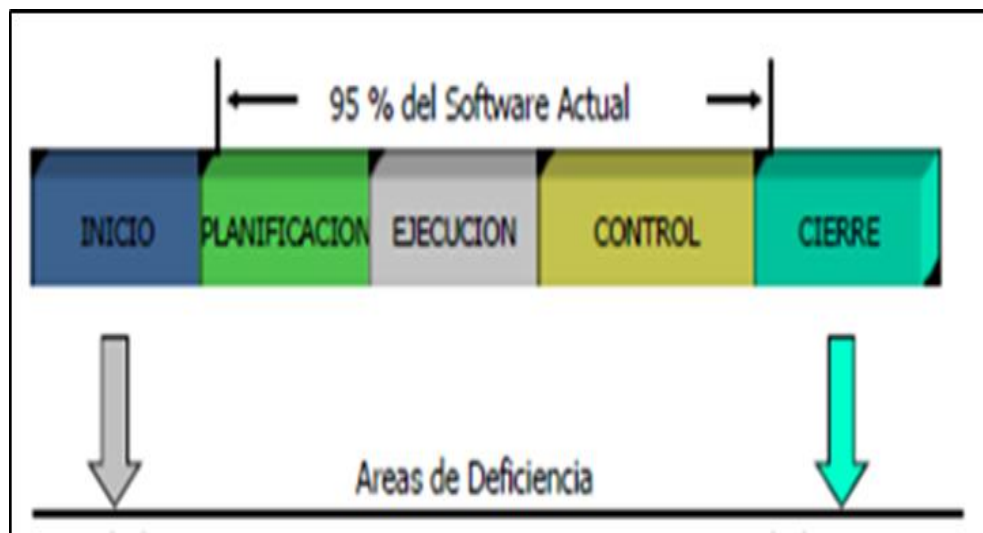 95 % del Software Actual
INICIO PLANIFICACION EJECUCION CONTROL CIERRE
Areas de Deficiencia